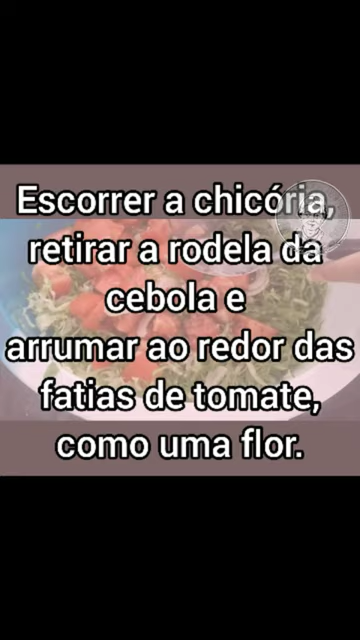 Escorrer a chicória,
retirar a rodela da
cebola e
arrumar ao redor das
fatias de tomate,
como uma flor.